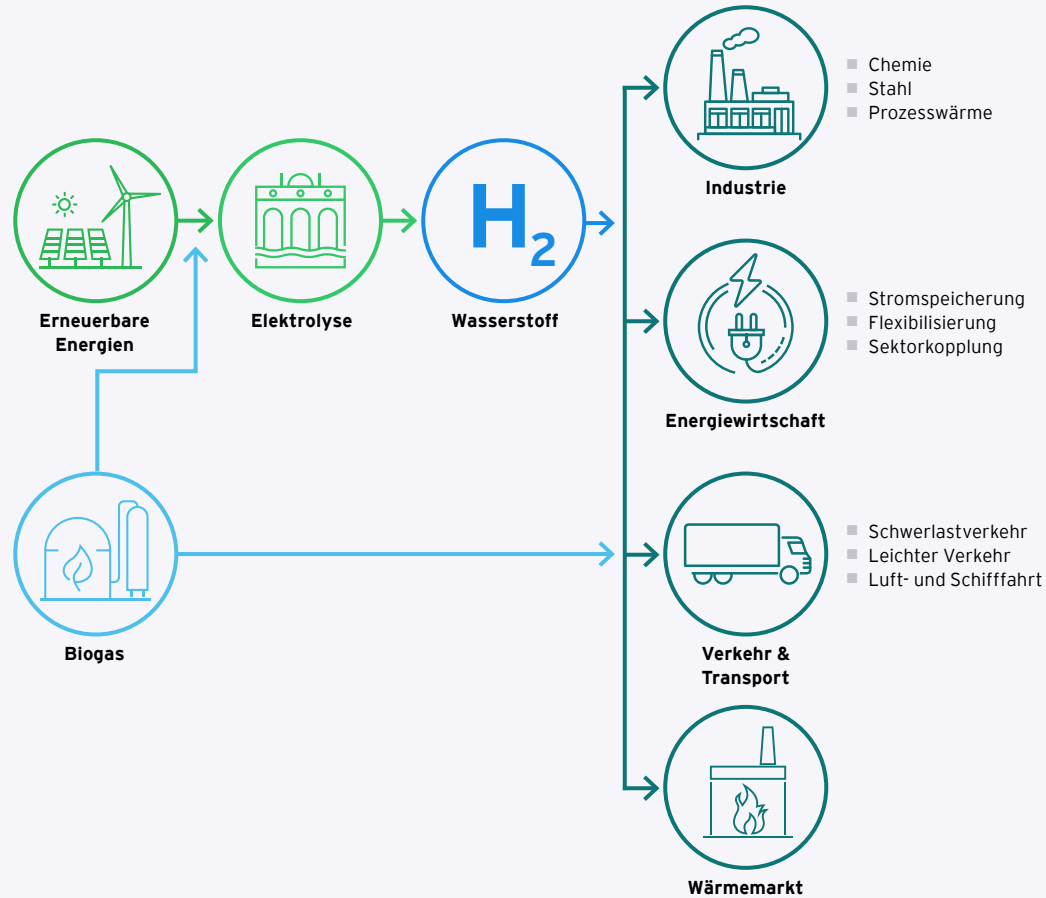 Chemie
Stahl
Prozesswärme
Industrie
H₂
Erneuerbare
Energien
Elektrolyse
Wasserstoff
Stromspeicherung
Flexibilisierung
Sektorkopplung
Energiewirtschaft
Biogas
Schwerlastverkehr
Leichter Verkehr
Luft- und Schifffahrt
Verkehr &
Transport
Wärmemarkt